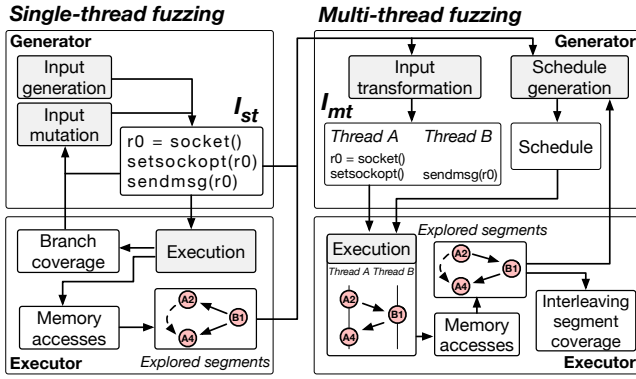 Single-thread fuzzing
Generator
Input
generation
Input
mutation
I_st
r0 = socket()
setsockopt(r0)
sendmsg(r0)
Branch
coverage
Execution
Memory
accesses
A2
B1
A4
Explored segments
Executor
Multi-thread fuzzing
Generator
Input
transformation
Schedule
generation
I_mt
Thread A Thread B
r0 = socket()
setsockopt() sendmsg(r0)
Schedule
Execution
Thread A Thread B
A2
B1
A4
Explored segments
A2
B1
A4
Memory
accesses
Interleaving
segment
coverage
Executor